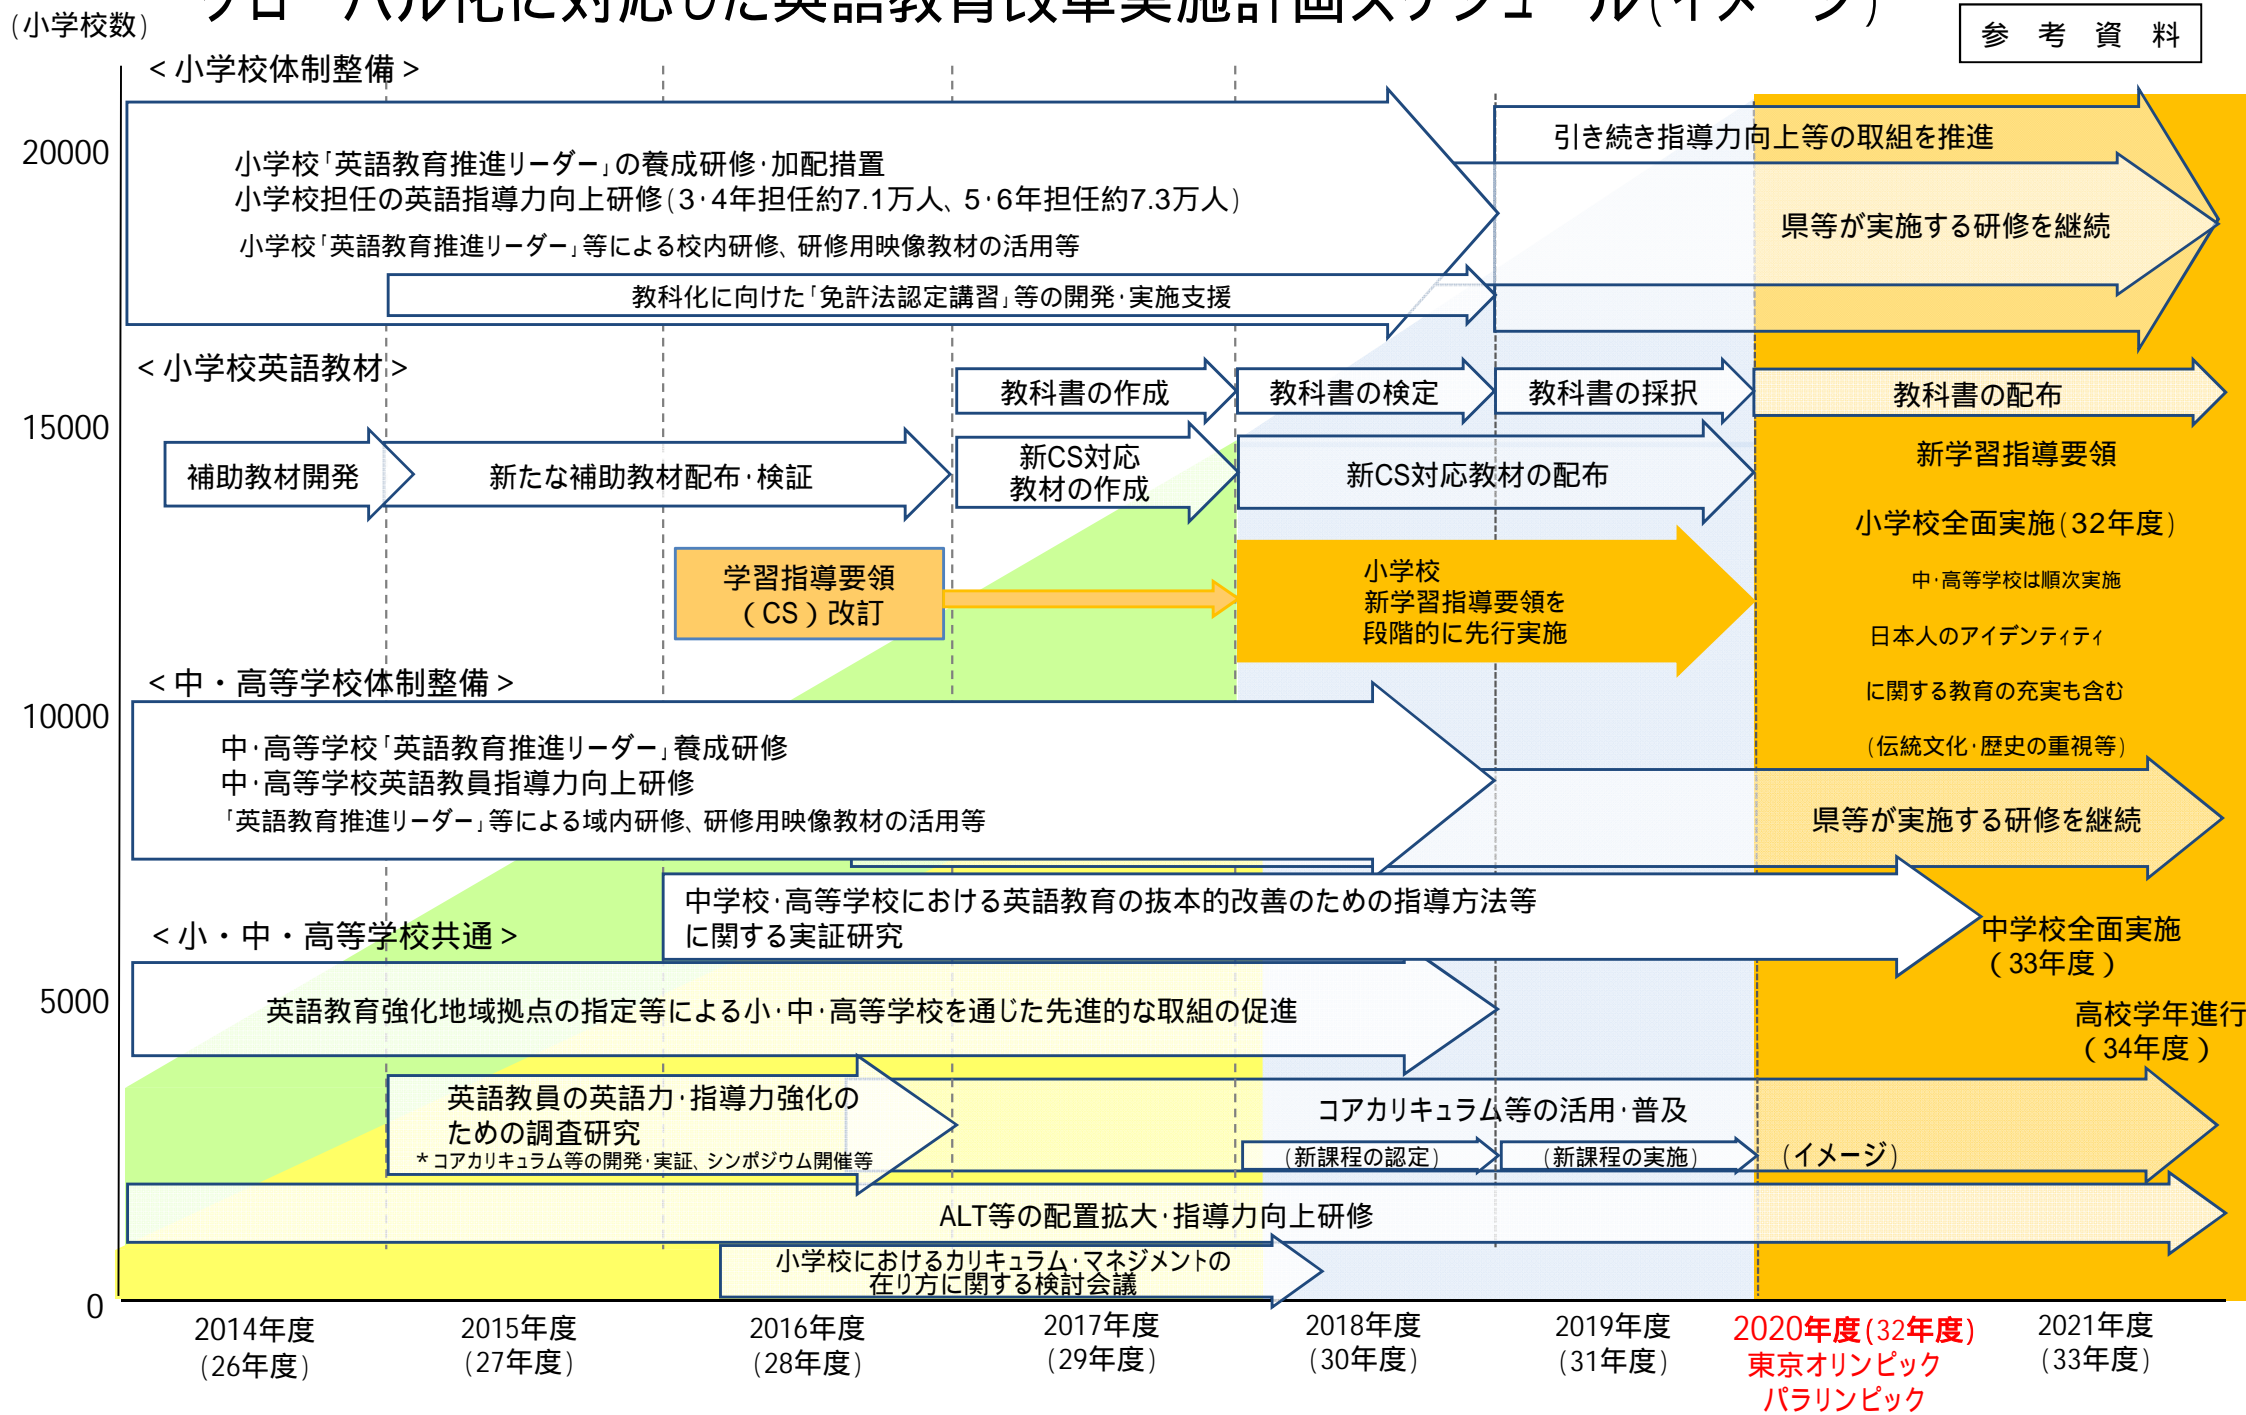 グローバル化に対応した英語教育改革実施計画スケジュール(イメージ)
参 考 資 料
(小学校数)
20000
15000
10000
5000
0
<小学校体制整備>
小学校「英語教育推進リーダー」の養成研修・加配措置
小学校担任の英語指導力向上研修(3・4年担任約7.1万人、5・6年担任約7.3万人)
小学校「英語教育推進リーダー」等による校内研修、研修用映像教材の活用等
教科化に向けた「免許法認定講習」等の開発・実施支援
引き続き指導力向上等の取組を推進
県等が実施する研修を継続
<小学校英語教材>
教科書の作成
教科書の検定
教科書の採択
教科書の配布
補助教材開発
新たな補助教材配布・検証
新CS対応
教材の作成
新CS対応教材の配布
学習指導要領
(CS)改訂
小学校
新学習指導要領を
段階的に先行実施
新学習指導要領
小学校全面実施(32年度)
中・高等学校は順次実施
日本人のアイデンティティ
に関する教育の充実も含む
(伝統文化・歴史の重視等)
<中・高等学校体制整備>
中・高等学校「英語教育推進リーダー」養成研修
中・高等学校英語教員指導力向上研修
「英語教育推進リーダー」等による域内研修、研修用映像教材の活用等
県等が実施する研修を継続
中学校・高等学校における英語教育の抜本的改善のための指導方法等
に関する実証研究
中学校全面実施
(33年度)
高校学年進行
(34年度)
<小・中・高等学校共通>
英語教育強化地域拠点の指定等による小・中・高等学校を通じた先進的な取組の促進
英語教員の英語力・指導力強化の
ための調査研究
*コアカリキュラム等の開発・実証、シンポジウム開催等
コアカリキュラム等の活用・普及
(新課程の認定)
(新課程の実施)
(イメージ)
ALT等の配置拡大・指導力向上研修
小学校におけるカリキュラム・マネジメントの
在り方に関する検討会議
2014年度
(26年度)
2015年度
(27年度)
2016年度
(28年度)
2017年度
(29年度)
2018年度
(30年度)
2019年度
(31年度)
2020年度(32年度)
東京オリンピック
パラリンピック
2021年度
(33年度)